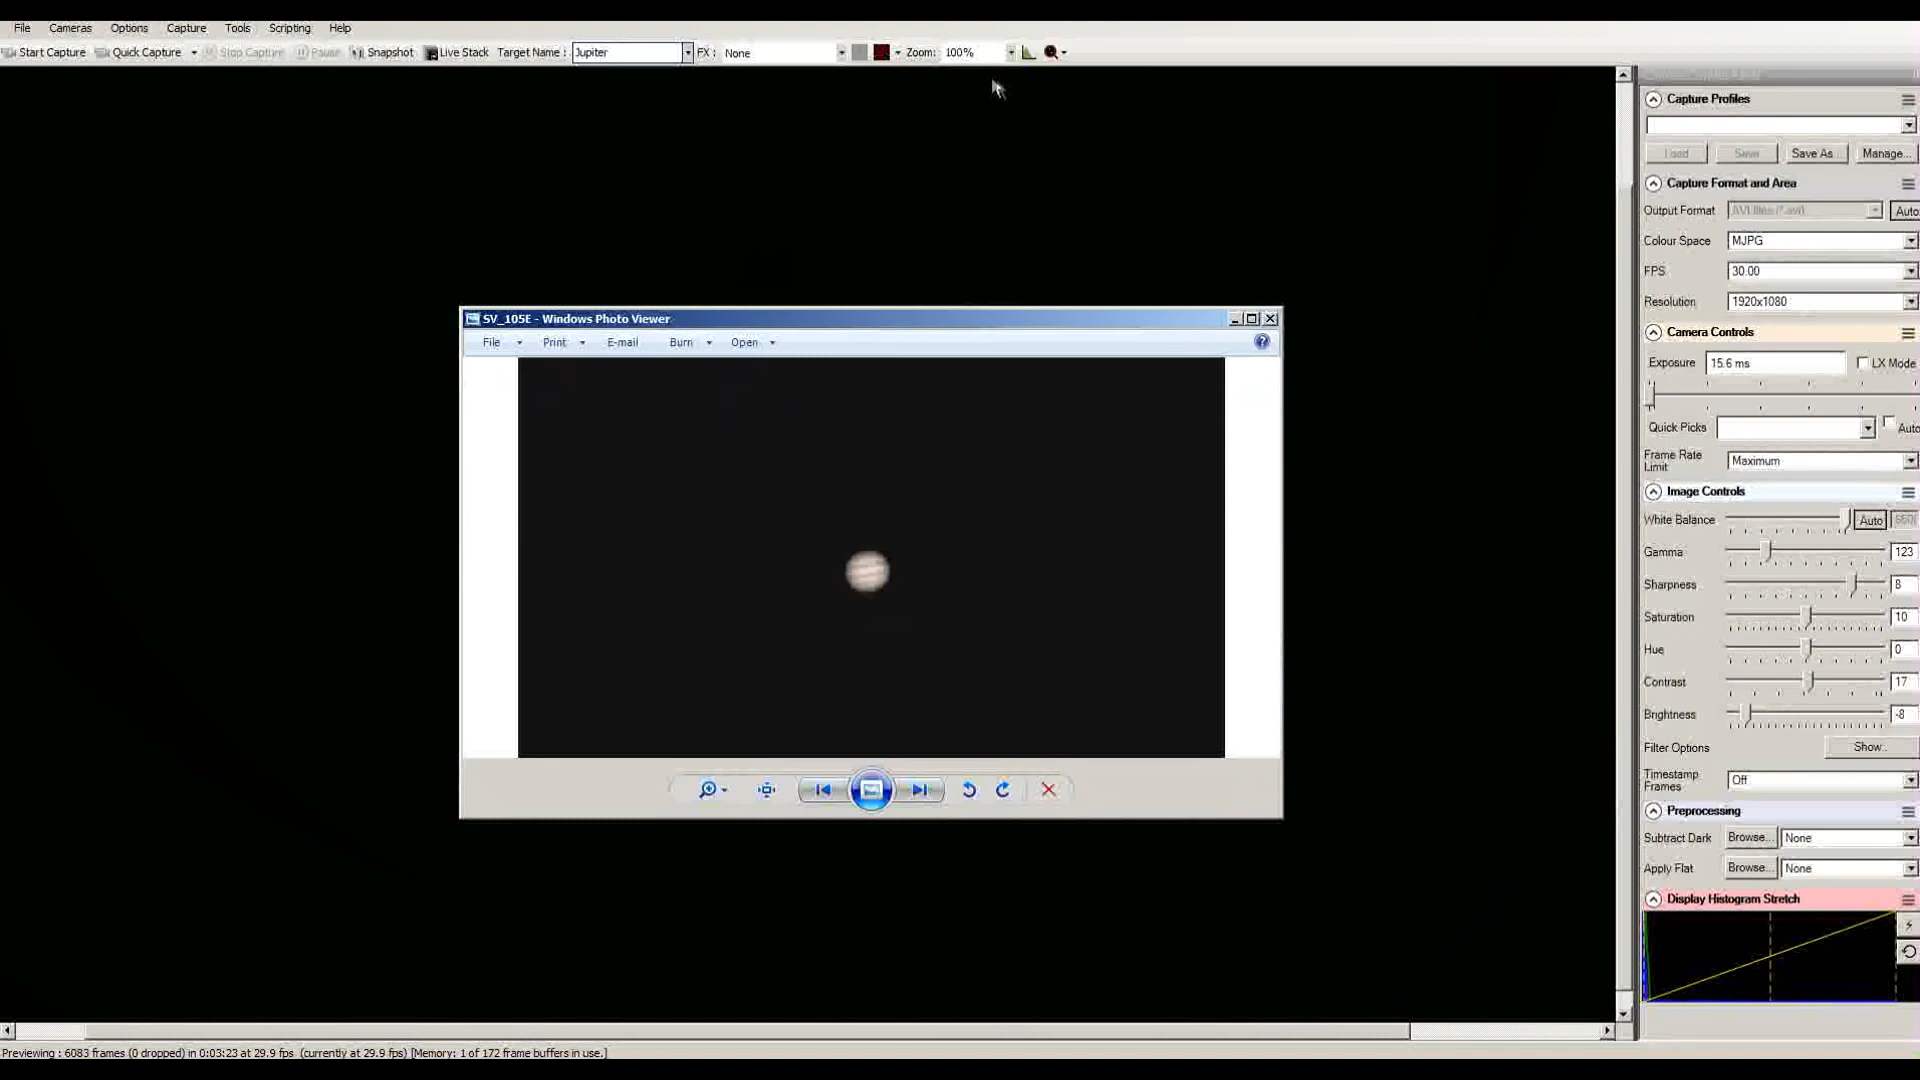 File Cameras Options Capture Tools Scripting Help
Start Capture Quick Capture Stop Capture Pause Snapshot Live Stack Target Name : Jupiter FX : None Zoom: 100%
Capture Profiles
Load Save Save As Manage...
Capture Format and Area
Output Format AVI files (*.avi) Auto
Colour Space MJPG
FPS 30.00
Resolution 1920x1080
Camera Controls
Exposure 15.6 ms LX Mode
Quick Picks Auto
Frame Rate
Limit Maximum
Image Controls
White Balance Auto
Gamma 123
Sharpness 8
Saturation 10
Hue 0
Contrast 17
Brightness -8
Filter Options Show..
Timestamp
Frames Off
Preprocessing
Subtract Dark Browse... None
Apply Flat Browse... None
Display Histogram Stretch
SV_105E - Windows Photo Viewer
File Print E-mail Burn Open
Previewing : 6083 frames (0 dropped) in 0:03:23 at 29.9 fps (currently at 29.9 fps) [Memory: 1 of 172 frame buffers in use.]